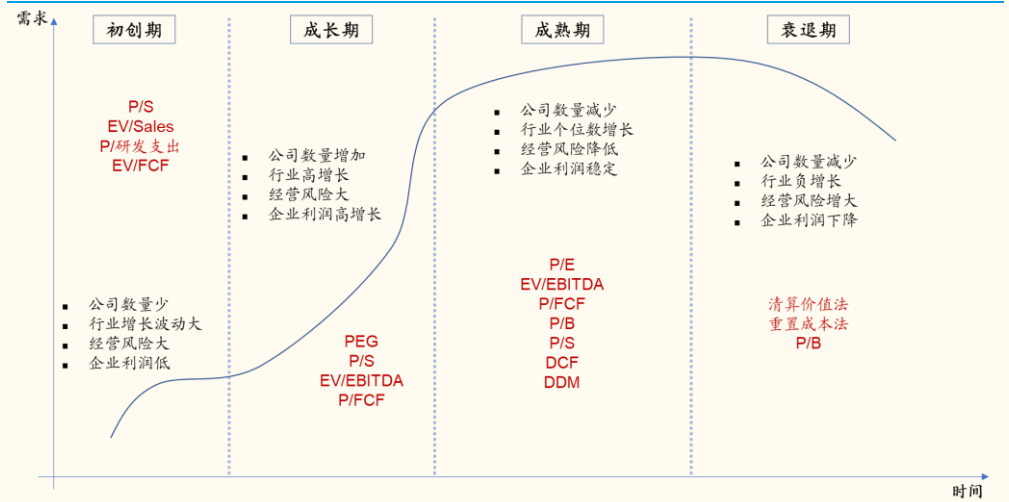 需求
初创期
成长期
成熟期
衰退期
P/S
EV/Sales
P/研发支出
EV/FCF
公司数量少
行业增长波动大
经营风险大
企业利润低
公司数量增加
行业高增长
经营风险大
企业利润高增长
PEG
P/S
EV/EBITDA
P/FCF
公司数量减少
行业个位数增长
经营风险降低
企业利润稳定
P/E
EV/EBITDA
P/FCF
P/B
P/S
DCF
DDM
公司数量减少
行业负增长
经营风险增大
企业利润下降
清算价值法
重置成本法
P/B
时间